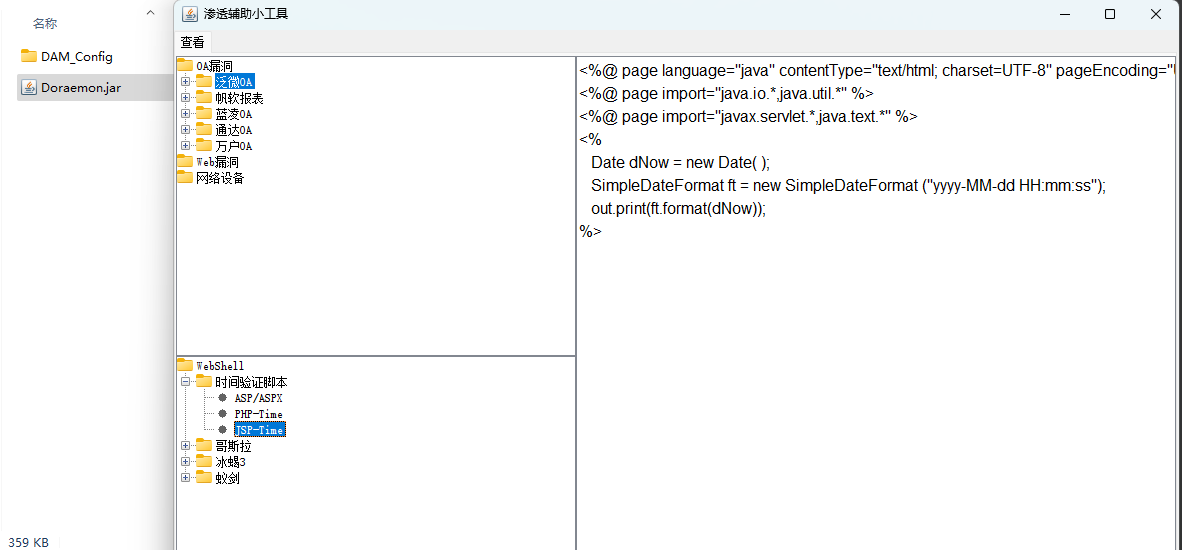 名称
DAM_Config
Doraemon.jar
359 KB
渗透辅助小工具
查看
OA漏洞
泛微OA
帆软报表
蓝凌OA
通达OA
万户OA
Web漏洞
网络设备
WebShell
时间验证脚本
ASP/ASPX
PHP-Time
JSP-Time
哥斯拉
冰蝎3
蚁剑
<%@ page language="java" contentType="text/html; charset=UTF-8" pageEncoding="
<%@ page import="java.io.*,java.util.*" %>
<%@ page import="javax.servlet.*,java.text.*" %>
<%
Date dNow = new Date( );
SimpleDateFormat ft = new SimpleDateFormat ("yyyy-MM-dd HH:mm:ss");
out.print(ft.format(dNow));
%>